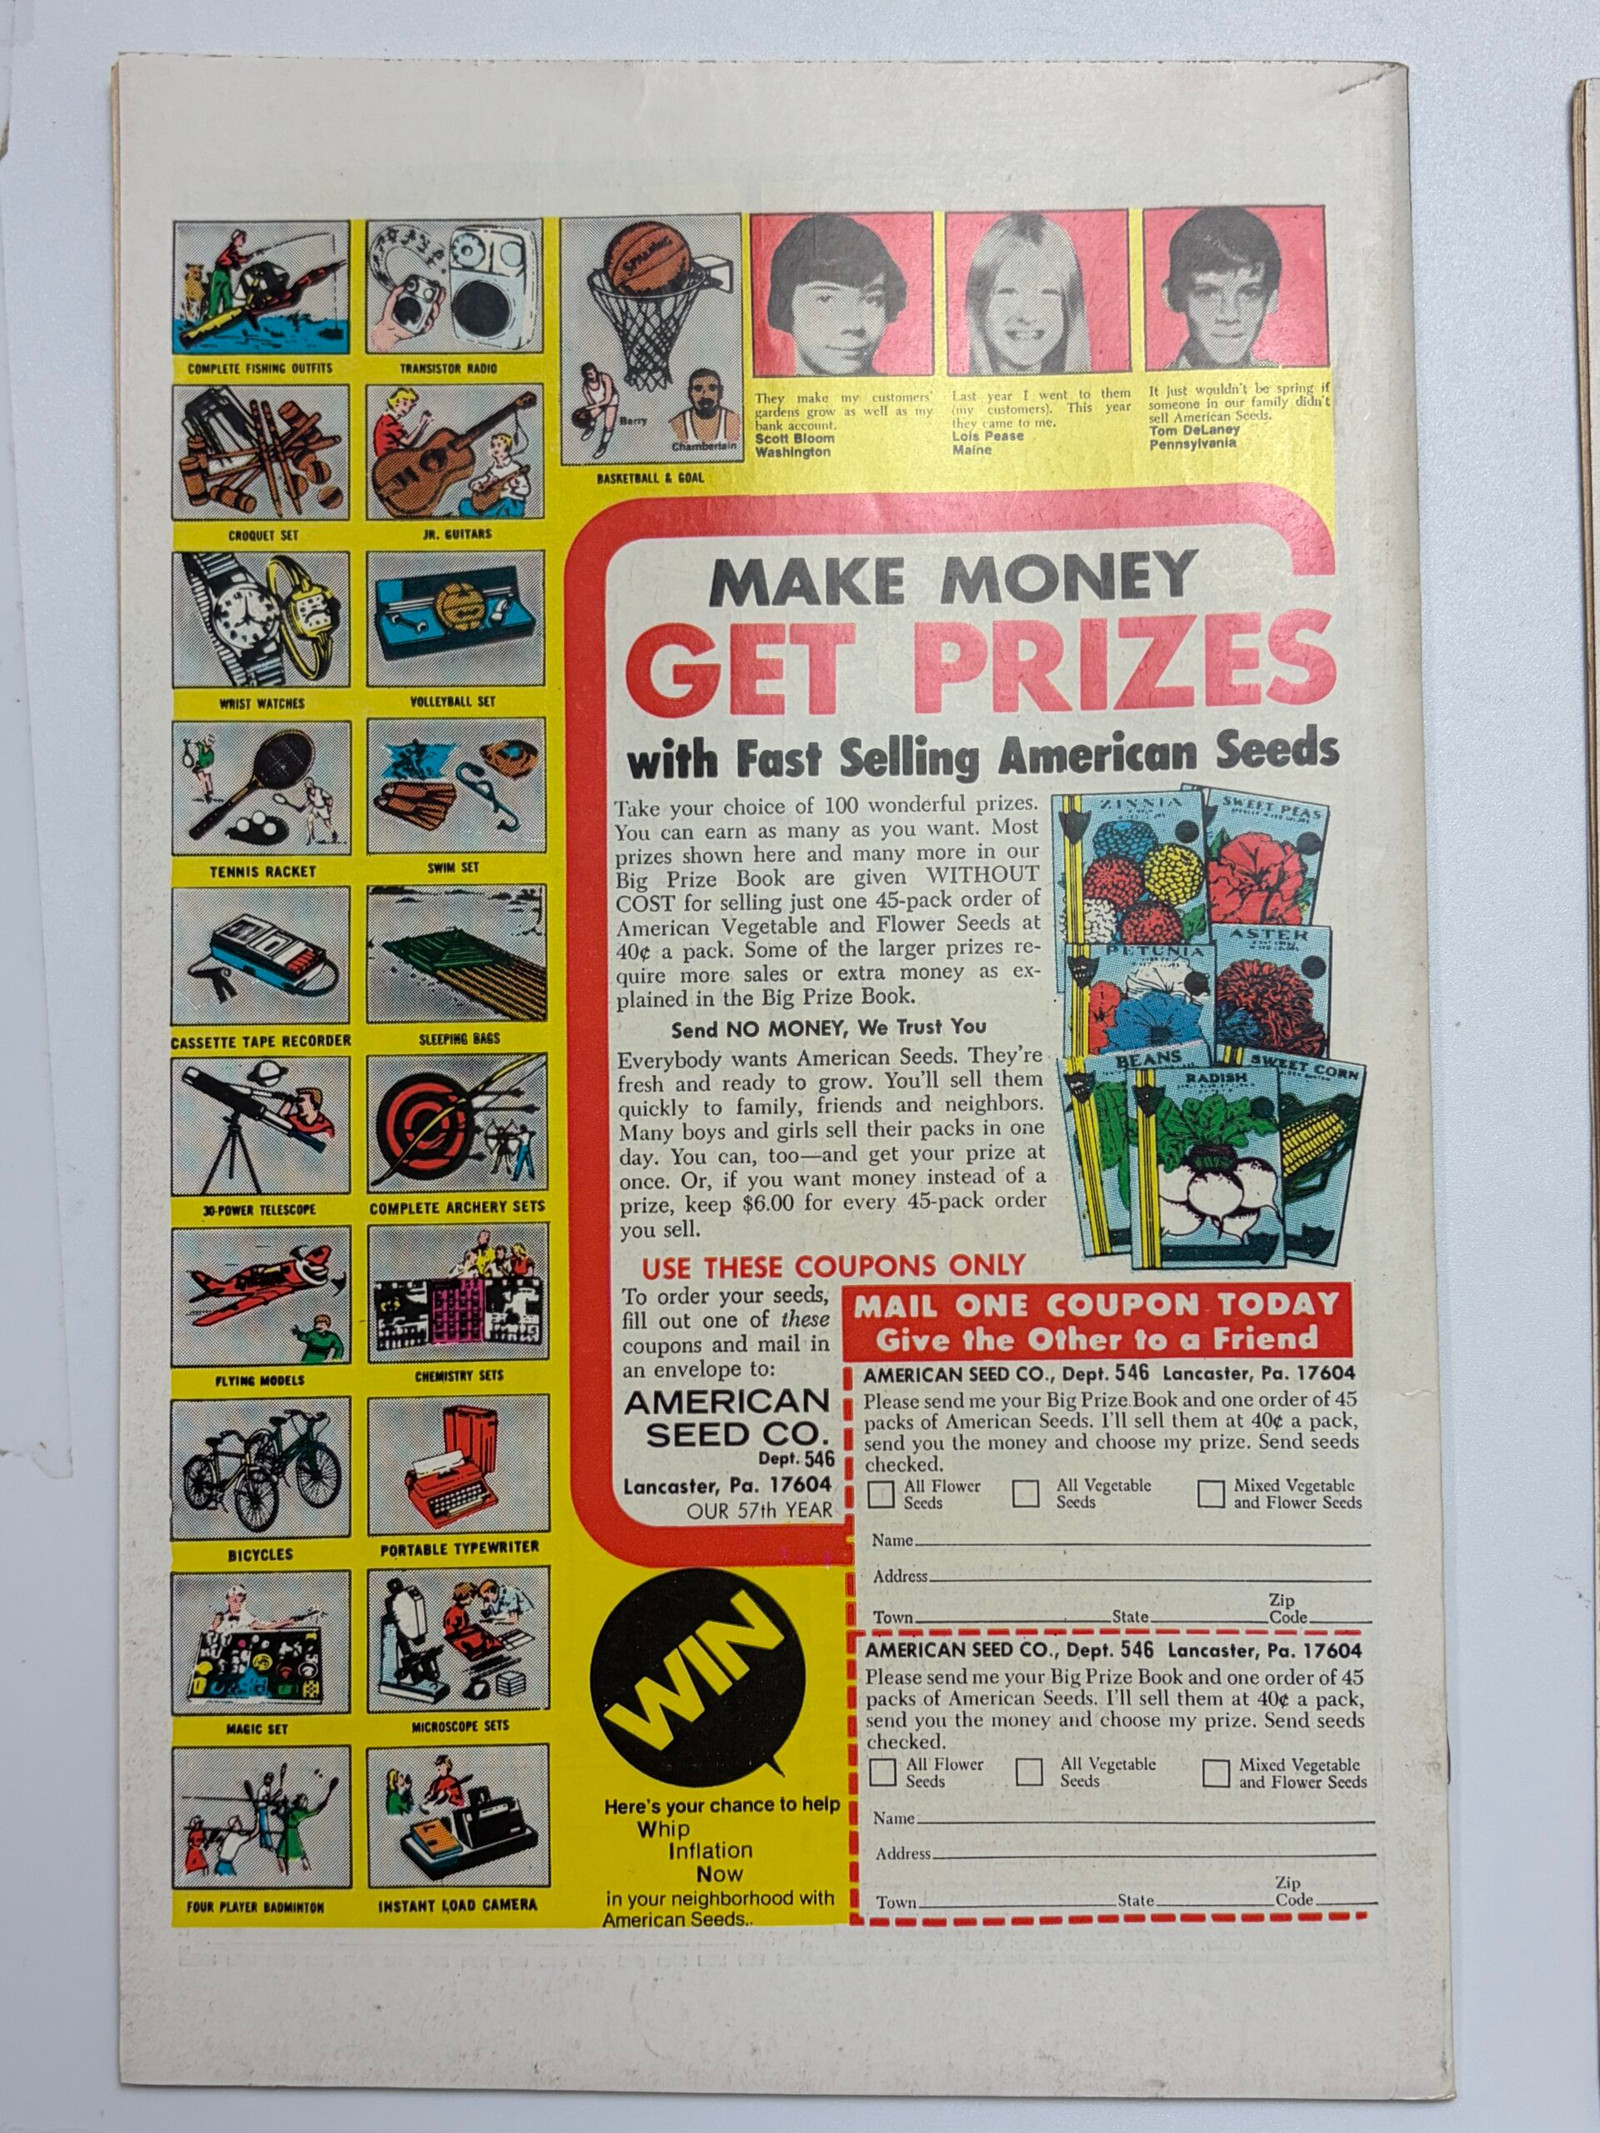 COMPLETE FISHING OUTFITS
TRANSISTOR RADIO
CROQUET SET
JR. GUITARS
WRIST WATCHES
VOLLEYBALL SET
TENNIS RACKET
SWIM SET
CASSETTE TAPE RECORDER
SLEEPING BAGS
30-POWER TELESCOPE
COMPLETE ARCHERY SETS
FLYING MODELS
CHEMISTRY SETS
BICYCLES
PORTABLE TYPEWRITER
MAGIC SET
MICROSCOPE SETS
FOUR PLAYER BADMINTON
INSTANT LOAD CAMERA
SPALDING
Barry
Chamberlain
BASKETBALL & GOAL
They make my customers'
gardens grow as well as my
bank account.
Scott Bloom
Washington
Last year I went to them
(my customers). This year
they came to me.
Lois Pease
Maine
It just wouldn't be spring if
someone in our family didn't
sell American Seeds.
Tom DeLaney
Pennsylvania
MAKE MONEY
GET PRIZES
with Fast Selling American Seeds
Take your choice of 100 wonderful prizes.
You can earn as many as you want. Most
prizes shown here and many more in our
Big Prize Book are given WITHOUT
COST for selling just one 45-pack order of
American Vegetable and Flower Seeds at
40¢ a pack. Some of the larger prizes re-
quire more sales or extra money as ex-
plained in the Big Prize Book.
Send NO MONEY, We Trust You
Everybody wants American Seeds. They're
fresh and ready to grow. You'll sell them
quickly to family, friends and neighbors.
Many boys and girls sell their packs in one
day. You can, too—and get your prize at
once. Or, if you want money instead of a
prize, keep $6.00 for every 45-pack order
you sell.
ZINNIA
SWEET PEAS
PETUNIA
ASTER
BEANS
RADISH
SWEET CORN
USE THESE COUPONS ONLY
To order your seeds,
fill out one of these
coupons and mail in
an envelope to:
AMERICAN
SEED CO.
Dept. 546
Lancaster, Pa. 17604
OUR 57th YEAR
MAIL ONE COUPON TODAY
Give the Other to a Friend
AMERICAN SEED CO., Dept. 546 Lancaster, Pa. 17604
Please send me your Big Prize Book and one order of 45
packs of American Seeds. I'll sell them at 40¢ a pack,
send you the money and choose my prize. Send seeds
checked.
All Flower Seeds
All Vegetable Seeds
Mixed Vegetable and Flower Seeds
Name
Address
Town State Zip Code
AMERICAN SEED CO., Dept. 546 Lancaster, Pa. 17604
Please send me your Big Prize Book and one order of 45
packs of American Seeds. I'll sell them at 40¢ a pack,
send you the money and choose my prize. Send seeds
checked.
All Flower Seeds
All Vegetable Seeds
Mixed Vegetable and Flower Seeds
Name
Address
Town State Zip Code
WIN
Here's your chance to help
Whip
Inflation
Now
in your neighborhood with
American Seeds..